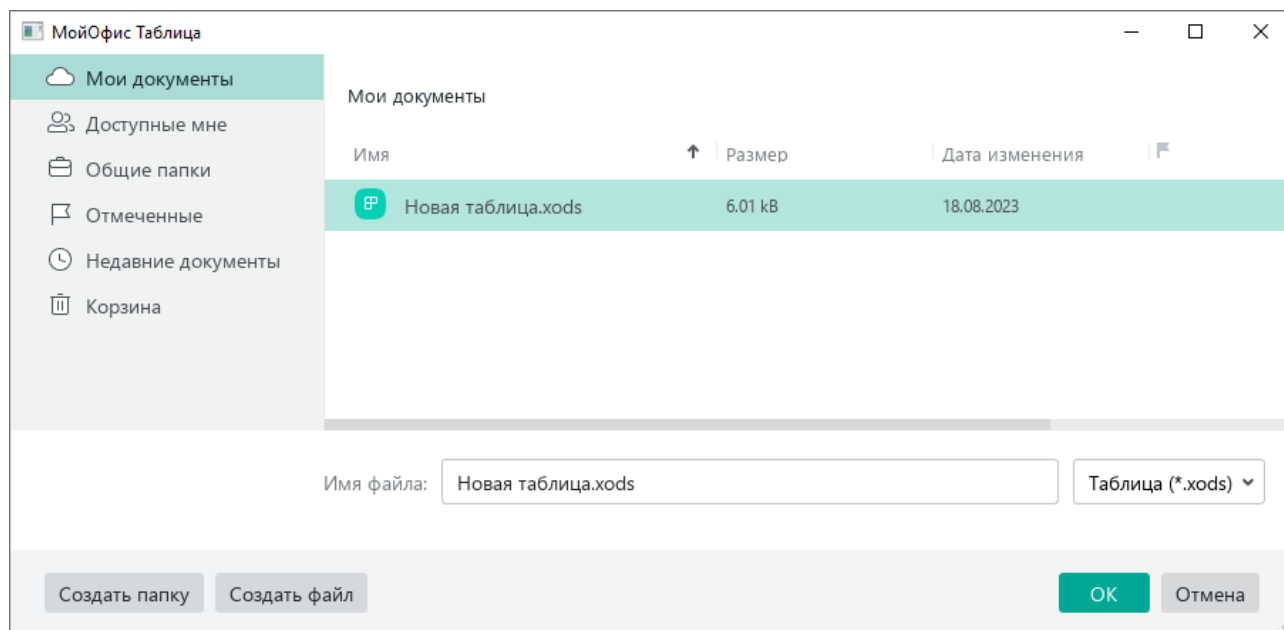 МойОфис Таблица
Мои документы
Доступные мне
Общие папки
Отмеченные
Недавние документы
Корзина
Мои документы
Имя Размер Дата изменения
Новая таблица.xods 6.01 kB 18.08.2023
Имя файла: Новая таблица.xods Таблица (*.xods)
Создать папку Создать файл OK Отмена